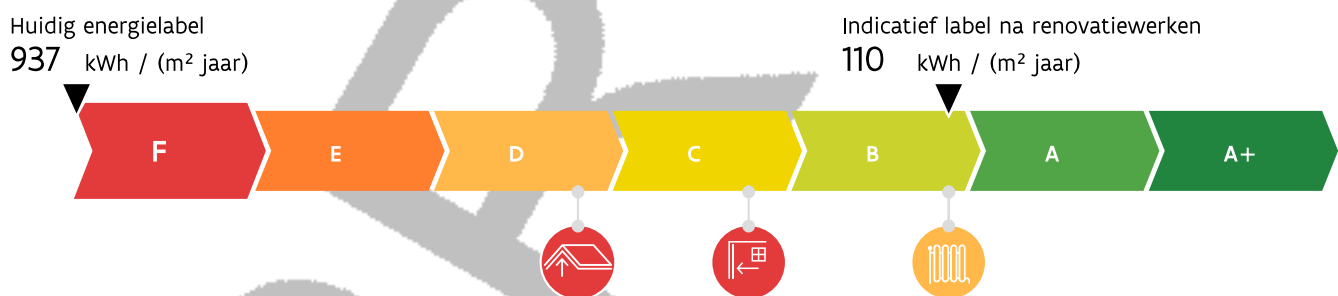 Huidig energielabel
937 kWh / (m² jaar)
Indicatief label na renovatiewerken
110 kWh / (m² jaar)
F E D C B A A+